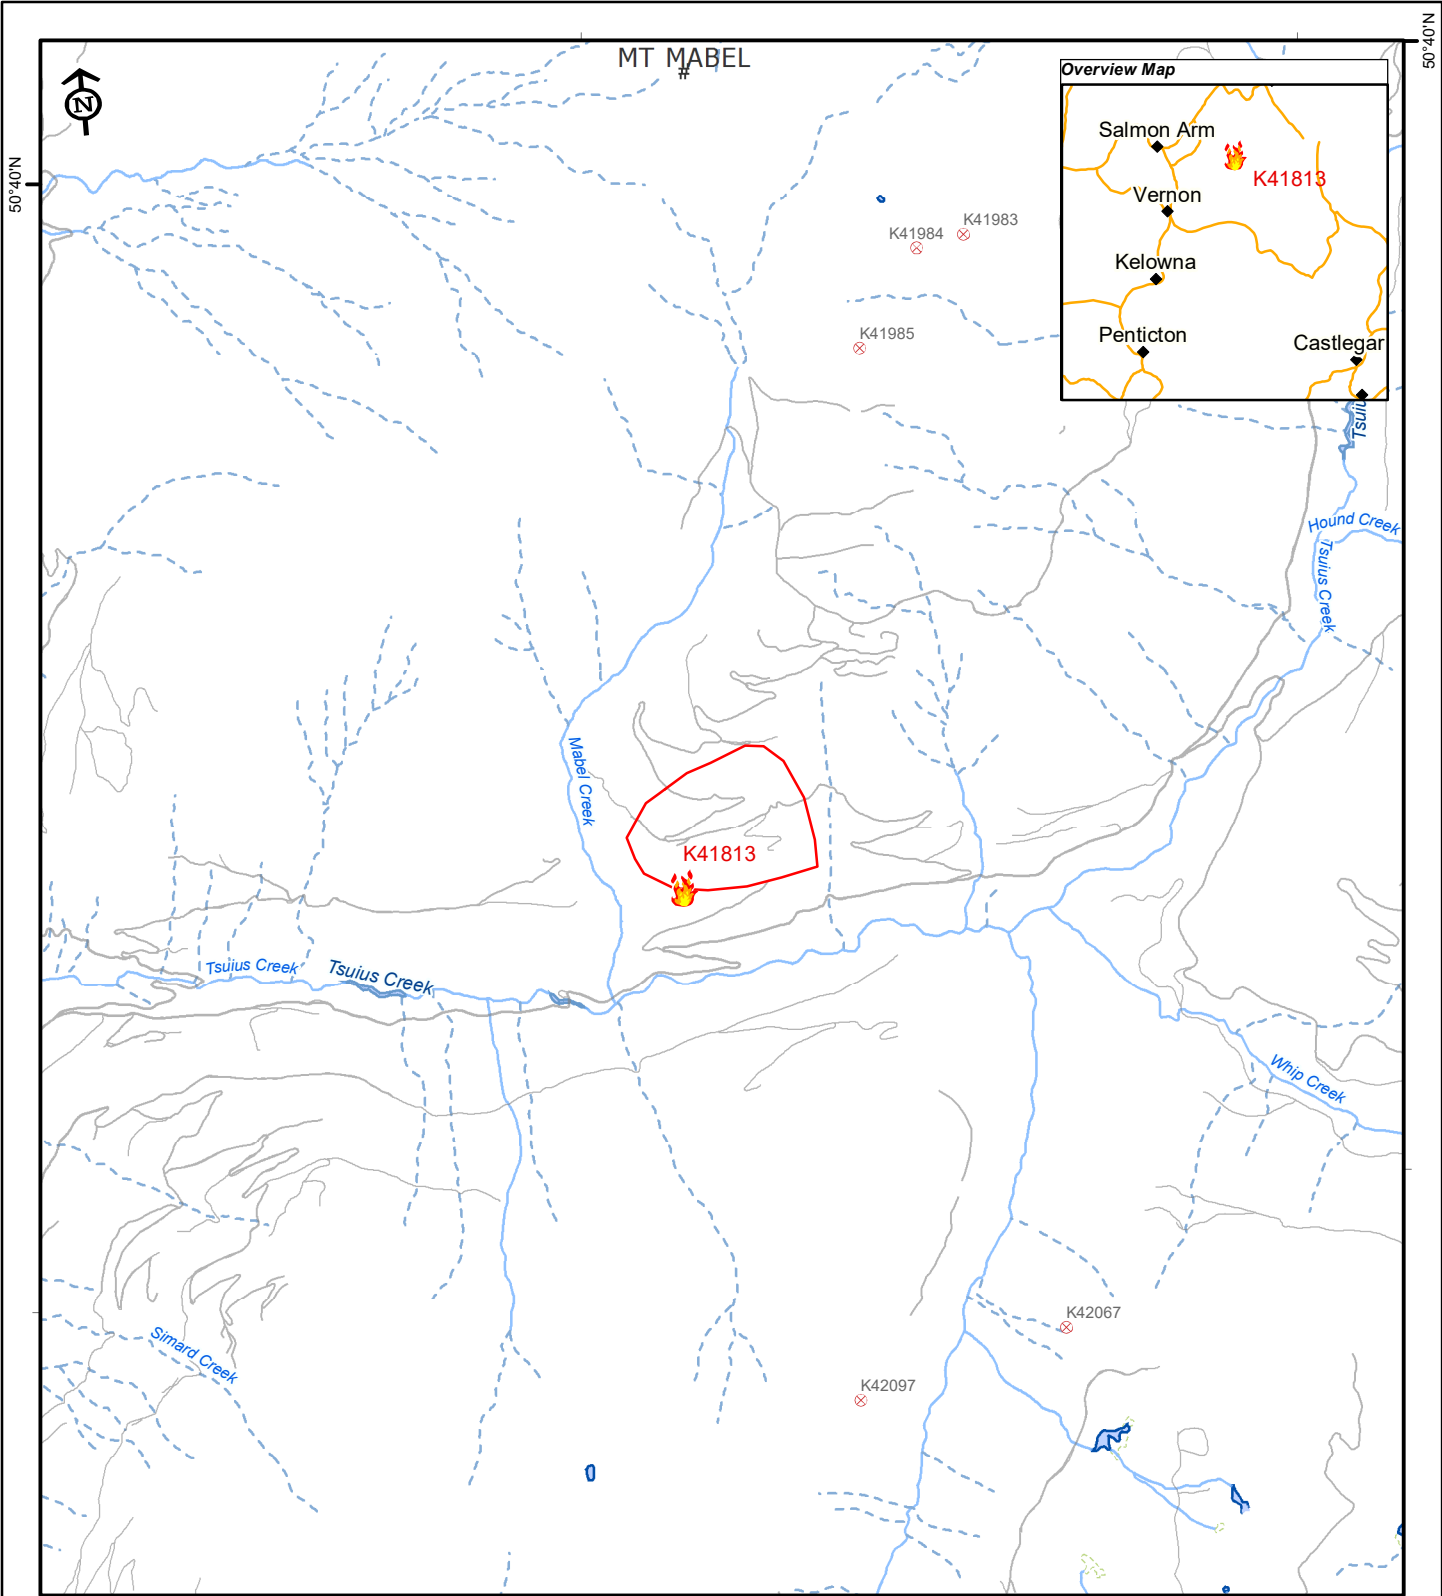 50°40'N
MT MABEL
#
N
50°40'N
Overview Map
Salmon Arm
K41813
Vernon
Kelowna
Penticton
Castlegar
K41983
K41984
K41985
Tsuiu
Hound Creek
Tsuius Creek
Mabel Creek
K41813
Tsuius Creek
Tsuius Creek
Whip Creek
K42067
Simard Creek
K42097